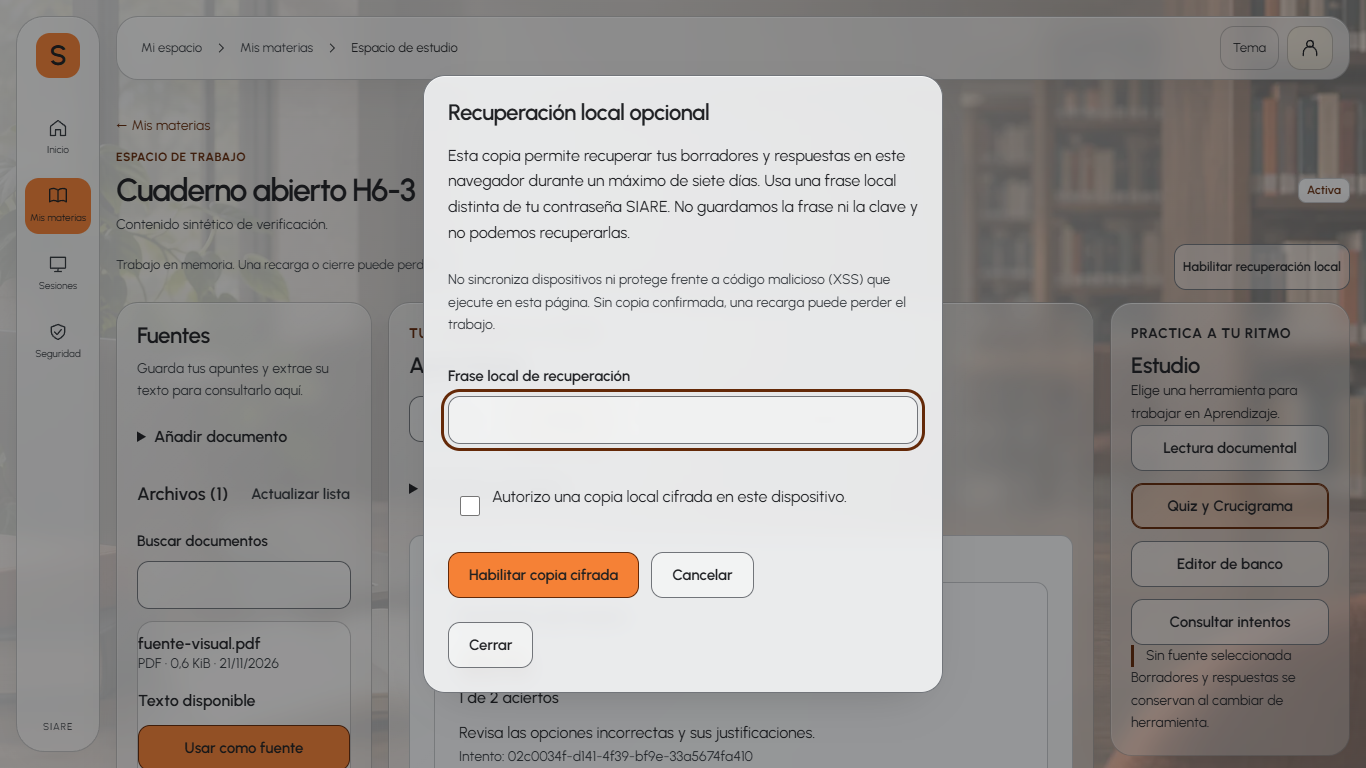 S
Inicio
Mis materias
Sesiones
Seguridad
SIARE
Mi espacio
Mis materias
Espacio de estudio
Tema
← Mis materias
ESPACIO DE TRABAJO
Cuaderno abierto H6-3
Contenido sintético de verificación.
Activa
Trabajo en memoria. Una recarga o cierre puede perd
Habilitar recuperación local
Fuentes
Guarda tus apuntes y extrae su
texto para consultarlo aquí.
Añadir documento
Archivos (1)
Actualizar lista
Buscar documentos
fuente-visual.pdf
PDF · 0,6 KiB · 21/11/2026
Texto disponible
Usar como fuente
TU
A
Recuperación local opcional
Esta copia permite recuperar tus borradores y respuestas en este
navegador durante un máximo de siete días. Usa una frase local
distinta de tu contraseña SIARE. No guardamos la frase ni la clave y
no podemos recuperarlas.
No sincroniza dispositivos ni protege frente a código malicioso (XSS) que
ejecute en esta página. Sin copia confirmada, una recarga puede perder el
trabajo.
Frase local de recuperación
Autorizo una copia local cifrada en este dispositivo.
Habilitar copia cifrada
Cancelar
Cerrar
1 de 2 aciertos
Revisa las opciones incorrectas y sus justificaciones.
Intento: 02c0034f-d141-4f39-bf9e-33a5674fa410
PRACTICA A TU RITMO
Estudio
Elige una herramienta para
trabajar en Aprendizaje.
Lectura documental
Quiz y Crucigrama
Editor de banco
Consultar intentos
Sin fuente seleccionada
Borradores y respuestas se
conservan al cambiar de
herramienta.